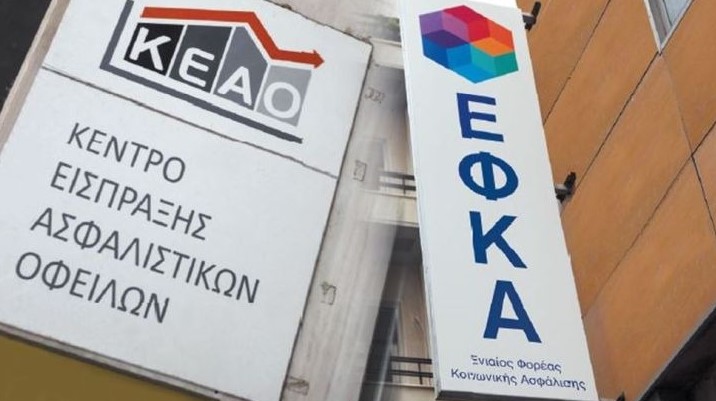 ΚΕΑΟ
ΚΕΝΤΡΟ
ΕΙΣΠΡΑΞΗΣ
ΑΣΦΑΛΙΣΤΙΚΩΝ
ΟΦΕΙΛΩΝ
ΕΦΚΑ
Ενιαίος Φορέας
Κοινωνικής Ασφάλισης